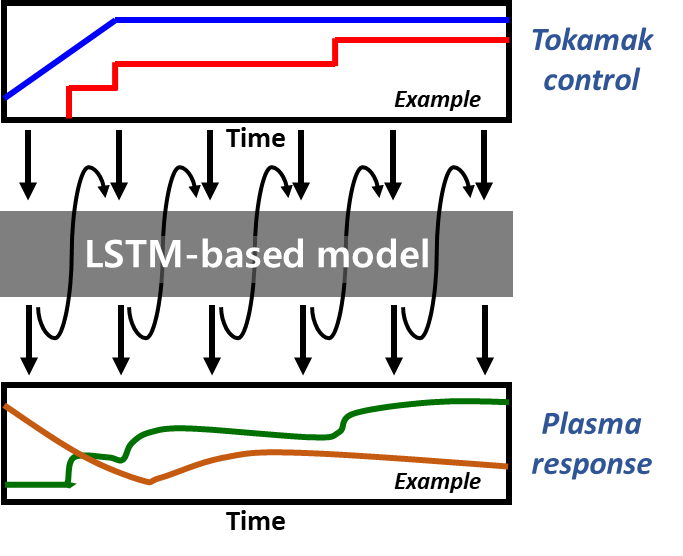 Tokamak
control
Example
Time
LSTM-based model
Plasma
response
Example
Time